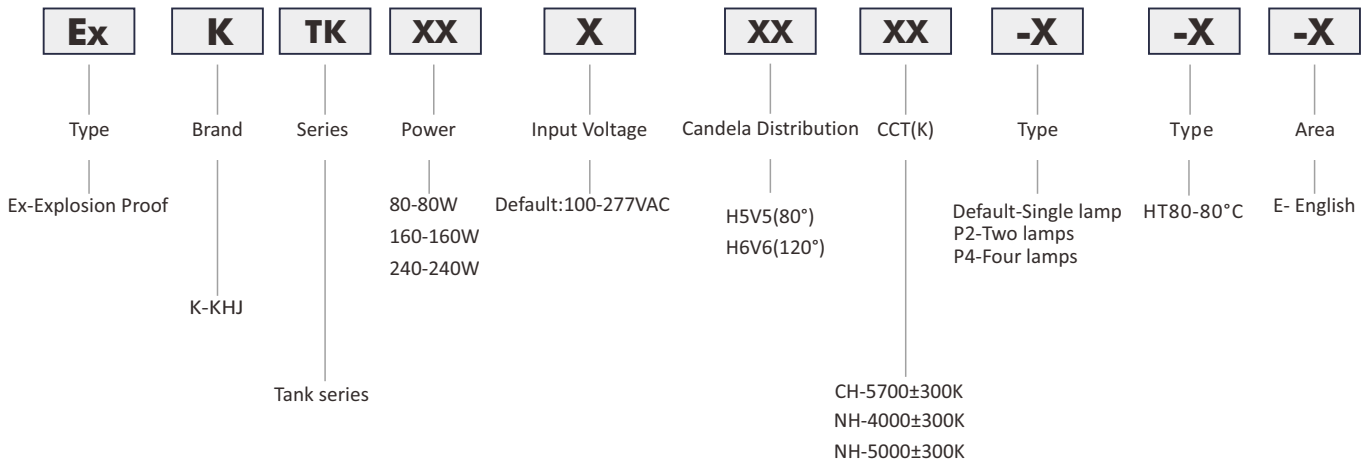 Ex K TK XX X XX XX -X -X -X
Type Brand Series Power Input Voltage Candela Distribution CCT(K) Type Type Area
Ex-Explosion Proof
K-KHJ
Tank series
80-80W
160-160W
240-240W
Default:100-277VAC
H5V5(80°)
H6V6(120°)
CH-5700±300K
NH-4000±300K
NH-5000±300K
Default-Single lamp
P2-Two lamps
P4-Four lamps
HT80-80°C
E- English